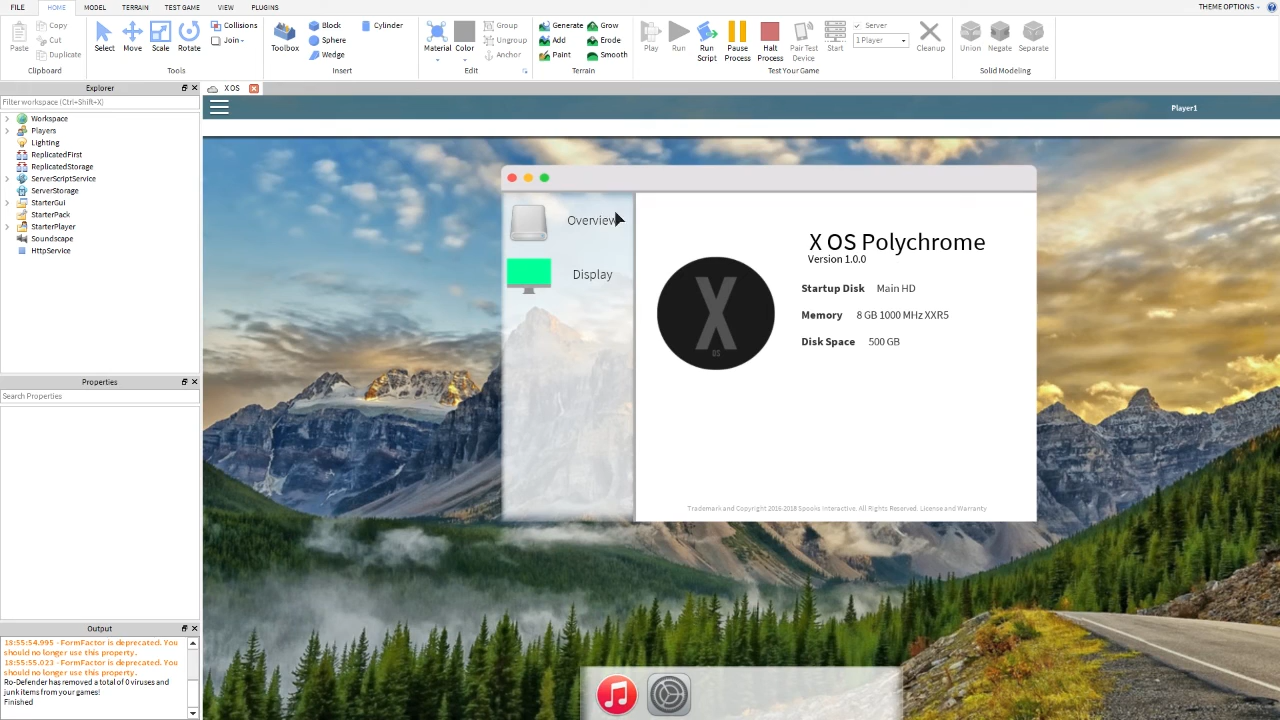 FILE HOME MODEL TERRAIN TEST GAME VIEW PLUGINS THEME OPTIONS
Paste Copy Cut Duplicate
Clipboard
Select Move Scale Rotate Collisions Join
Tools
Toolbox Block Sphere Wedge Cylinder
Insert
Material Color Group Ungroup Anchor
Edit
Generate Add Paint Grow Erode Smooth
Terrain
Play Run Run Script Pause Process Halt Process Pair Test Device Start Server 1 Player Cleanup
Test Your Game
Union Negate Separate
Solid Modeling
Explorer
Filter workspace (Ctrl+Shift+X)
Workspace
Players
Lighting
ReplicatedFirst
ReplicatedStorage
ServerScriptService
ServerStorage
StarterGui
StarterPack
StarterPlayer
Soundscape
HttpService
Properties
Search Properties
Output
18:55:54.995 - FormFactor is deprecated. You
should no longer use this property.
18:55:55.023 - FormFactor is deprecated. You
should no longer use this property.
Ro-Defender has removed a total of 0 viruses and
junk items from your games!
Finished
X OS
Player1
Overview
Display
X
OS
X OS Polychrome
Version 1.0.0
Startup Disk Main HD
Memory 8 GB 1000 MHz XXR5
Disk Space 500 GB
Trademark and Copyright 2016-2018 Spooks Interactive. All Rights Reserved. License and Warranty